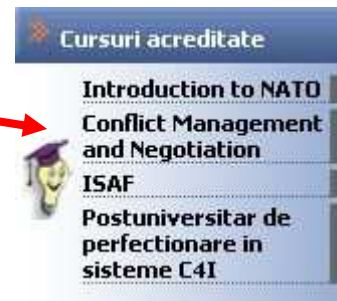 Cursuri acreditate
Introduction to NATO
Conflict Management
and Negotiation
ISAF
Postuniversitar de
perfectionare in
sisteme C4I